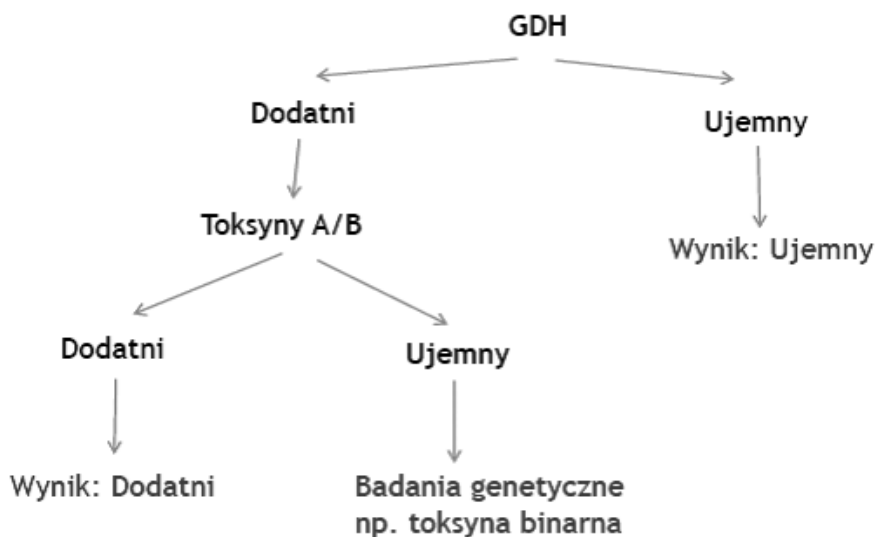 GDH
Dodatni
Ujemny
Toksyny A/B
Wynik: Ujemny
Dodatni
Ujemny
Wynik: Dodatni
Badania genetyczne
np. toksyna binarna